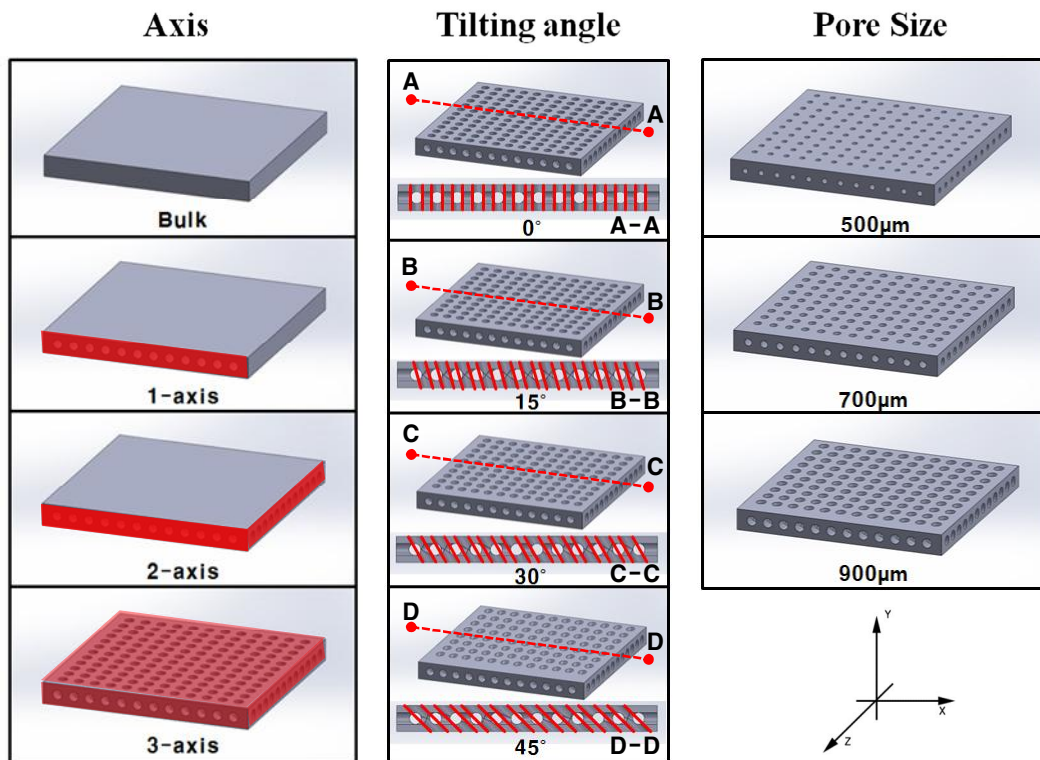 Axis
Bulk
1-axis
2-axis
3-axis
Tilting angle
A
A
0° A-A
B
B
15° B-B
C
C
30° C-C
D
D
45° D-D
Pore Size
500μm
700μm
900μm
Y
X
Z